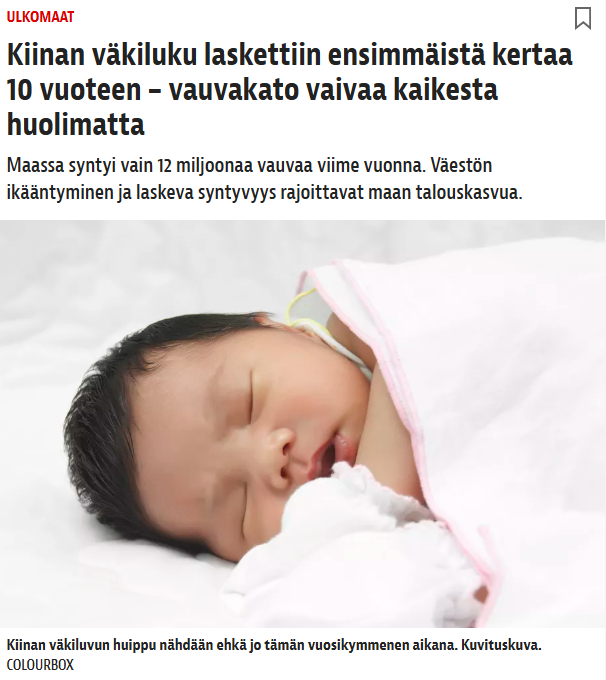 ULKOMAAT
Kiinan väkiluku laskettiin ensimmäistä kertaa
10 vuoteen – vauvakato vaivaa kaikesta
huolimatta
Maassa syntyi vain 12 miljoonaa vauvaa viime vuonna. Väestön
ikääntyminen ja laskeva syntyvyys rajoittavat maan talouskasvua.
Kiinan väkiluvun huippu nähdään ehkä jo tämän vuosikymmenen aikana. Kuvituskuva.
COLOURBOX